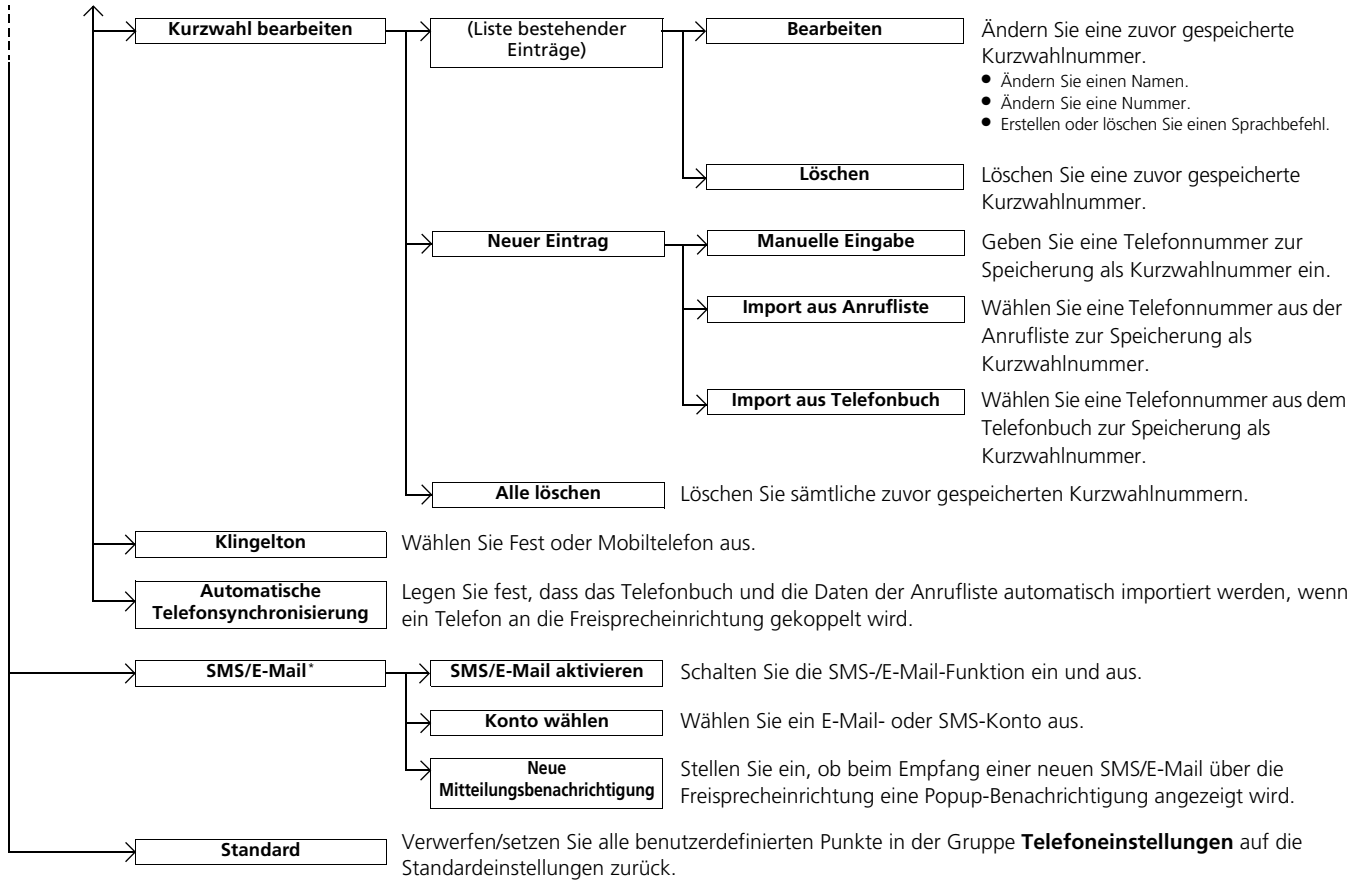 Kurzwahl bearbeiten
(Liste bestehender
Einträge)
Bearbeiten
Ändern Sie eine zuvor gespeicherte
Kurzwahlnummer.
● Ändern Sie einen Namen.
● Ändern Sie eine Nummer.
● Erstellen oder löschen Sie einen Sprachbefehl.
Löschen
Löschen Sie eine zuvor gespeicherte
Kurzwahlnummer.
Neuer Eintrag
Manuelle Eingabe
Geben Sie eine Telefonnummer zur
Speicherung als Kurzwahlnummer ein.
Import aus Anrufliste
Wählen Sie eine Telefonnummer aus der
Anrufliste zur Speicherung als
Kurzwahlnummer.
Import aus Telefonbuch
Wählen Sie eine Telefonnummer aus dem
Telefonbuch zur Speicherung als
Kurzwahlnummer.
Alle löschen
Löschen Sie sämtliche zuvor gespeicherten Kurzwahlnummern.
Klingelton
Wählen Sie Fest oder Mobiltelefon aus.
Automatische
Telefonsynchronisierung
Legen Sie fest, dass das Telefonbuch und die Daten der Anrufliste automatisch importiert werden, wenn
ein Telefon an die Freisprecheinrichtung gekoppelt wird.
SMS/E-Mail*
SMS/E-Mail aktivieren
Schalten Sie die SMS-/E-Mail-Funktion ein und aus.
Konto wählen
Wählen Sie ein E-Mail- oder SMS-Konto aus.
Neue
Mitteilungsbenachrichtigung
Stellen Sie ein, ob beim Empfang einer neuen SMS/E-Mail über die
Freisprecheinrichtung eine Popup-Benachrichtigung angezeigt wird.
Standard
Verwerfen/setzen Sie alle benutzerdefinierten Punkte in der Gruppe Telefoneinstellungen auf die
Standardeinstellungen zurück.